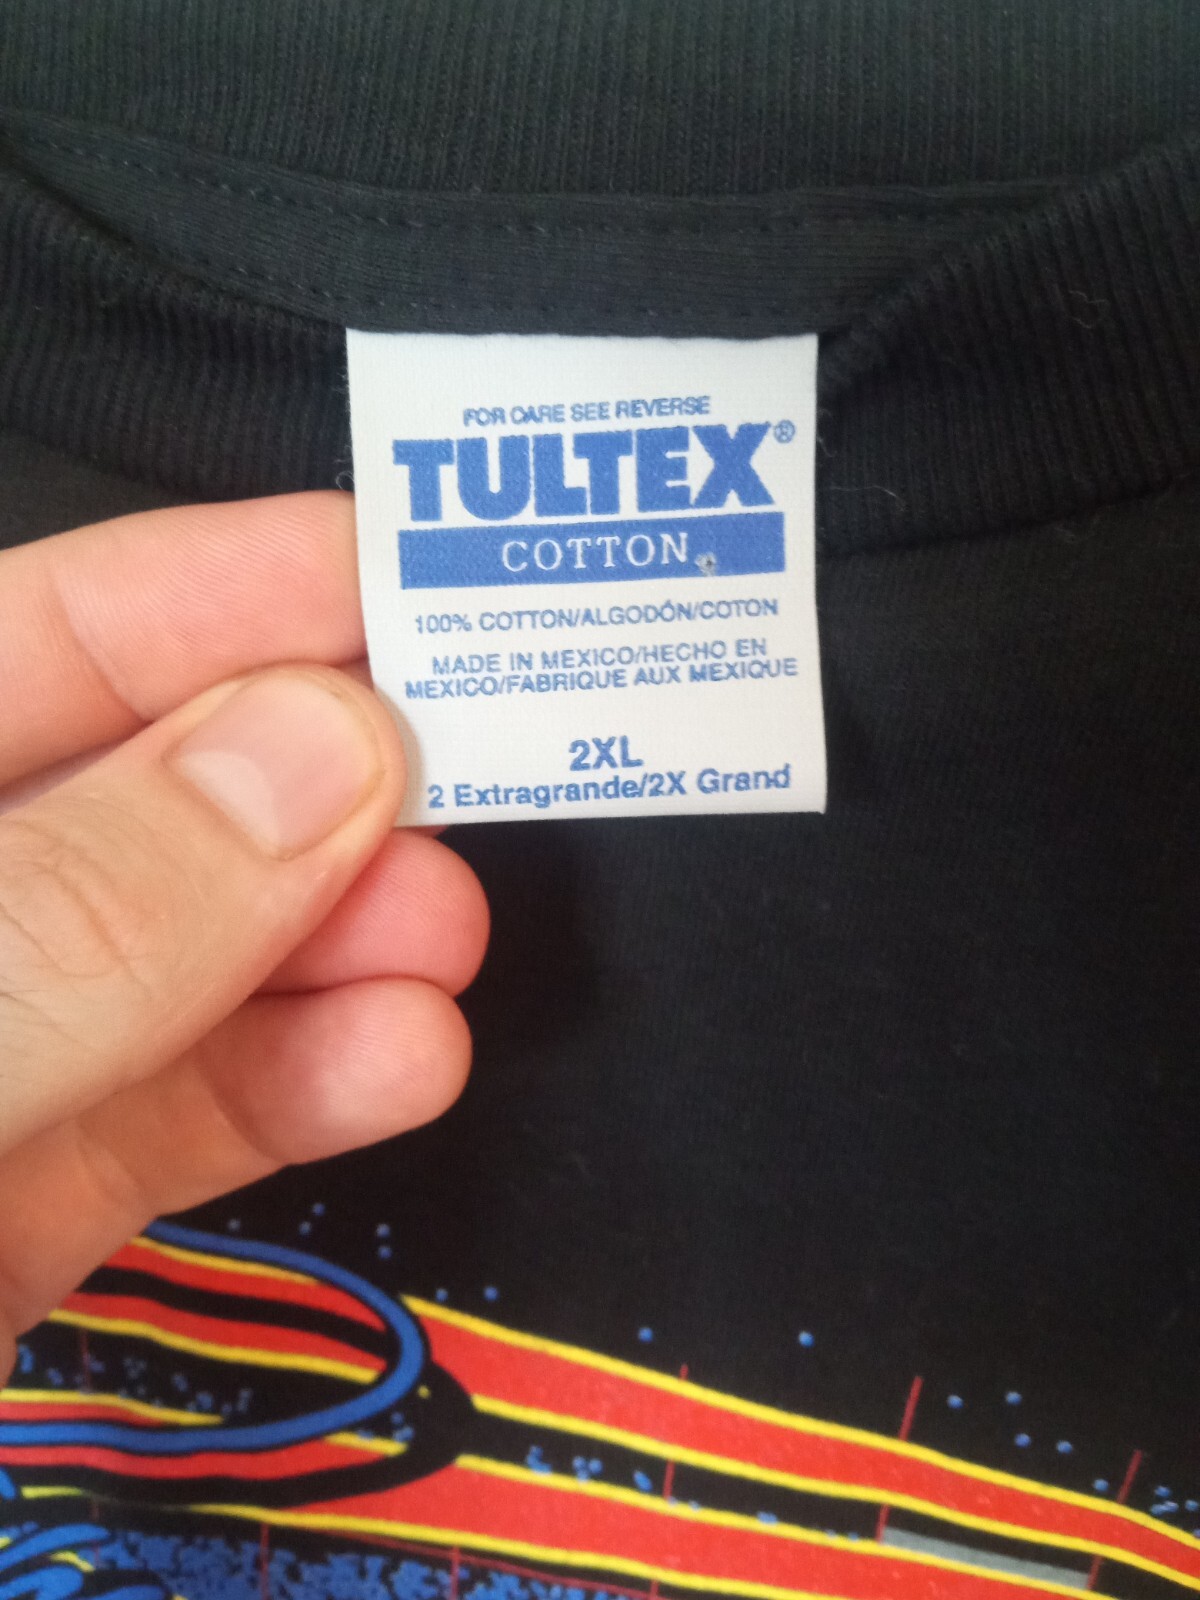 FOR CARE SEE REVERSE
TULTEX®
COTTON
100% COTTON/ALGODÓN/COTON
MADE IN MEXICO/HECHO EN
MEXICO/FABRIQUE AUX MEXIQUE
2XL
2 Extragrande/2X Grand